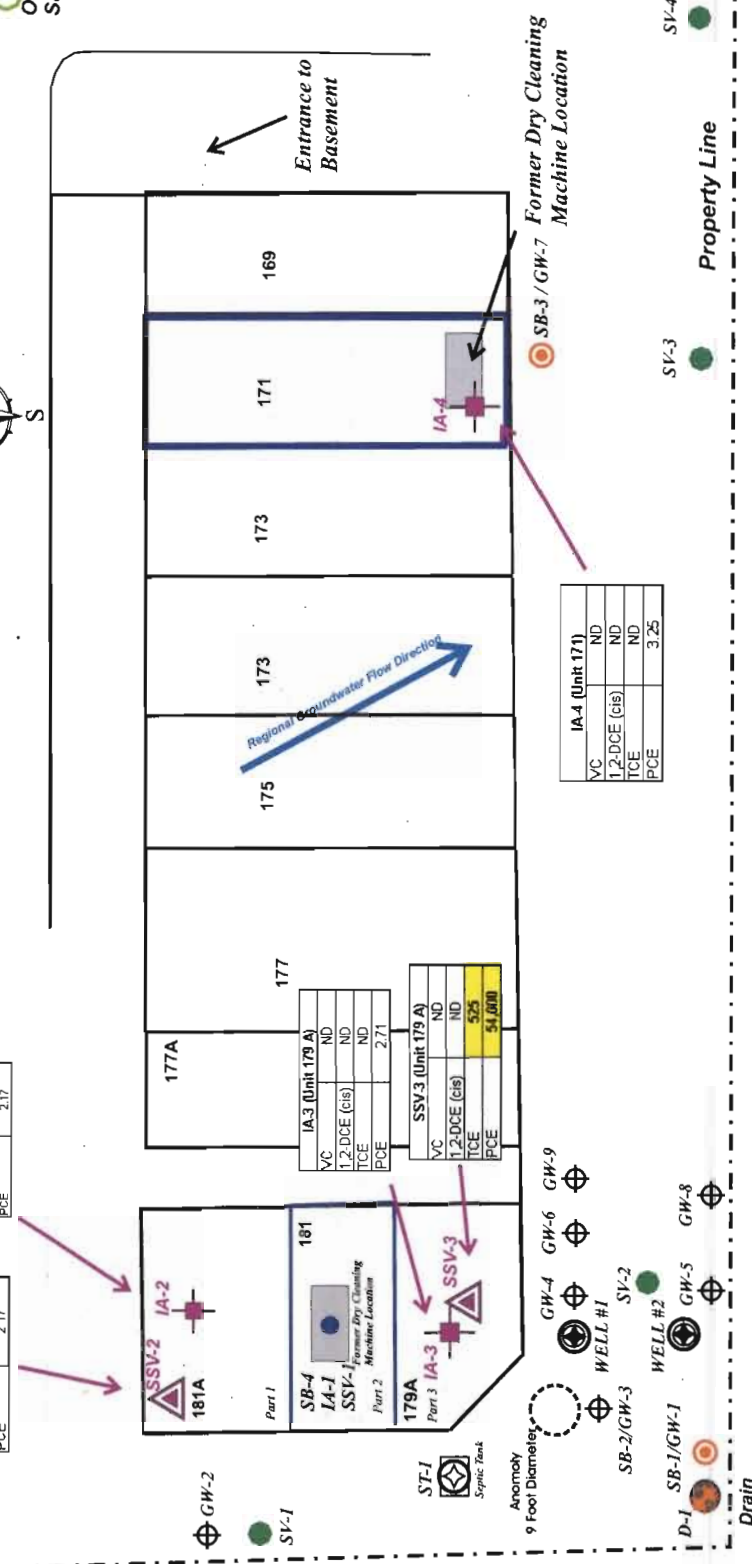 SV-4
Property Line
Entrance to
Basement
Former Dry Cleaning
Machine Location
S
169
171
173
173
175
177
177A
IA-4
SB-3 / GW-7
SV-3
Regional Groundwater Flow Direction
IA-4 (Unit 171)
VC ND
1,2-DCE (cis) ND
TCE ND
PCE 3.25
IA-3 (Unit 179 A)
VC ND
1,2-DCE (cis) ND
TCE ND
PCE 2.71
SSV-3 (Unit 179 A)
VC ND
1,2-DCE (cis) ND
TCE 525
PCE 54,000
PCE 2.17
PCE 2.17
IA-2
SSV-2
181A
Part 1
181
SB-4
IA-1
SSV-1
Former Dry Cleaning
Machine Location
Part 2
179A
Part 3
IA-3
SSV-3
GW-2
SV-1
ST-1
Septic Tank
Anomoly
9 Foot Diameter
SB-2/GW-3
GW-4
GW-6
GW-9
WELL #1
SV-2
WELL #2
GW-5
GW-8
D-1
SB-1/GW-1
Drain